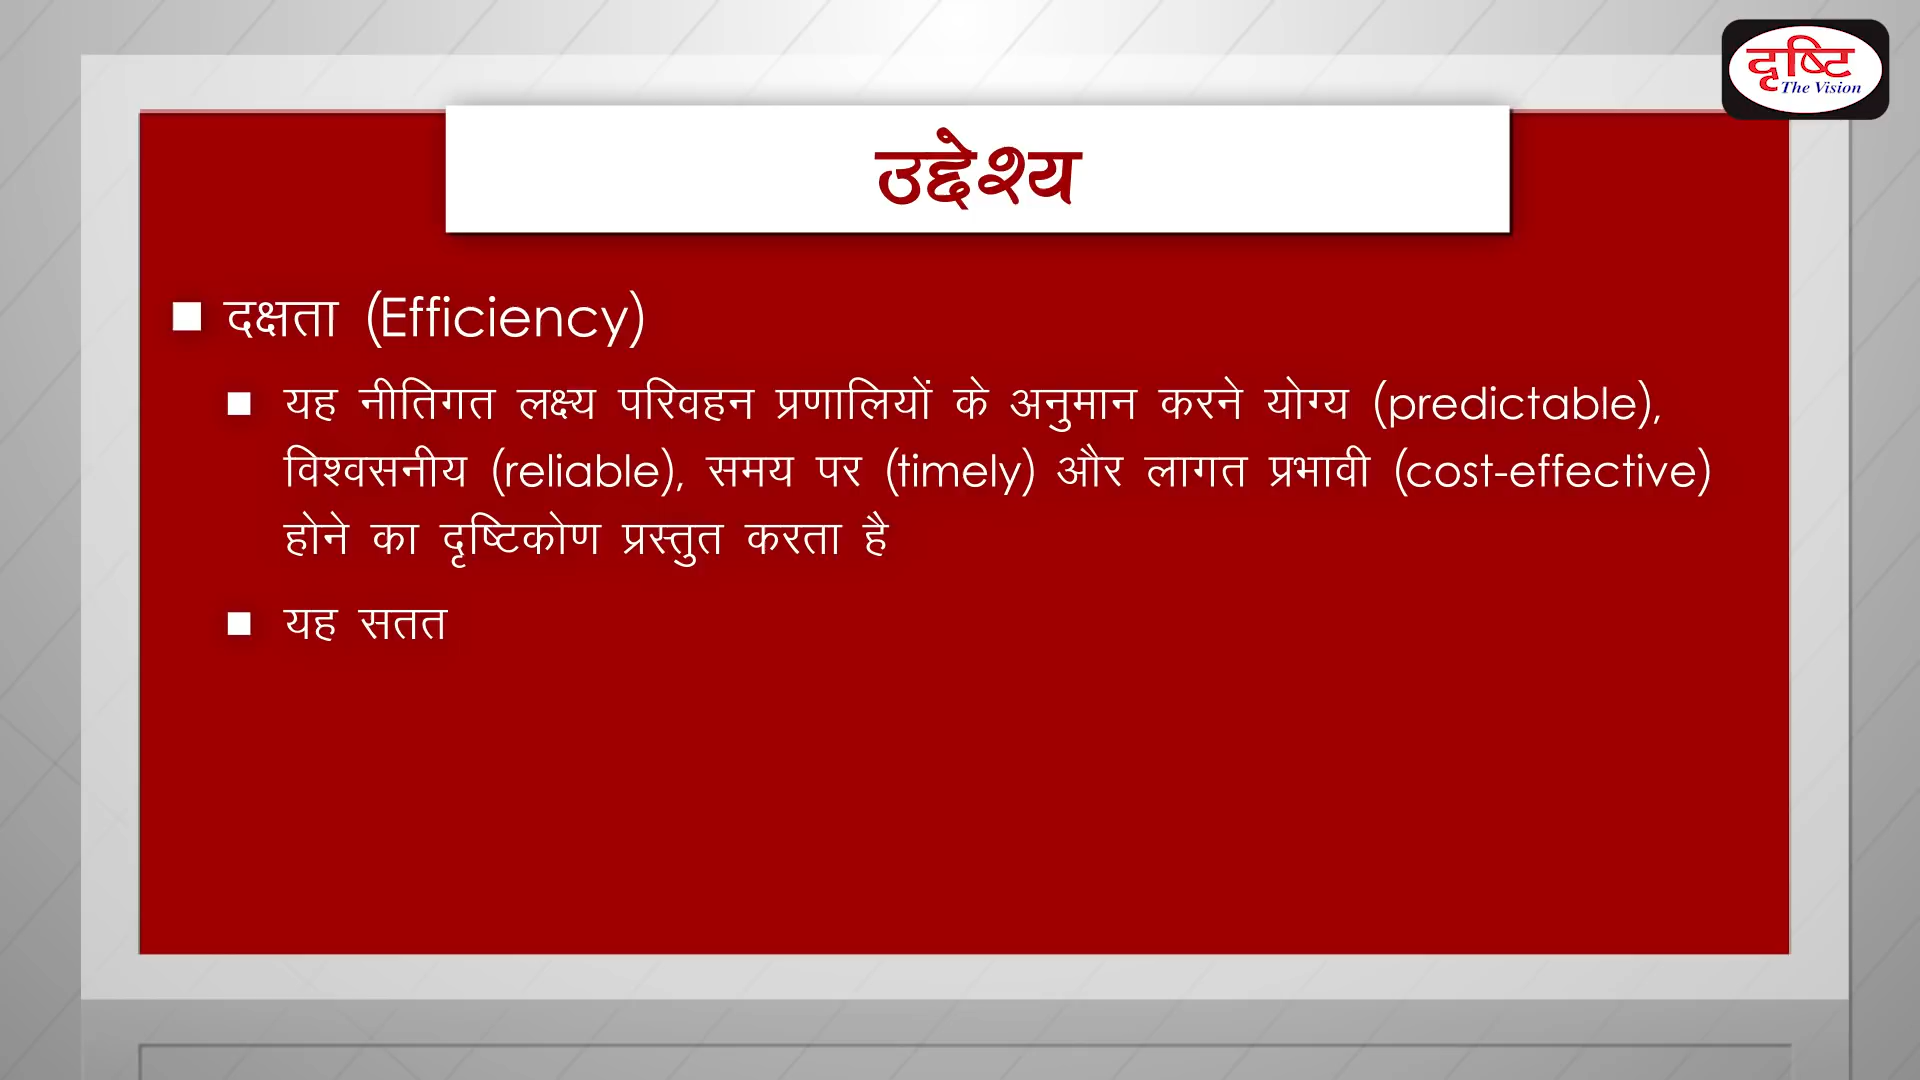 दृष्टि
The Vision
उद्देश्य
दक्षता (Efficiency)
यह नीतिगत लक्ष्य परिवहन प्रणालियों के अनुमान करने योग्य (predictable),
विश्वसनीय (reliable), समय पर (timely) और लागत प्रभावी (cost-effective)
होने का दृष्टिकोण प्रस्तुत करता है
यह सतत